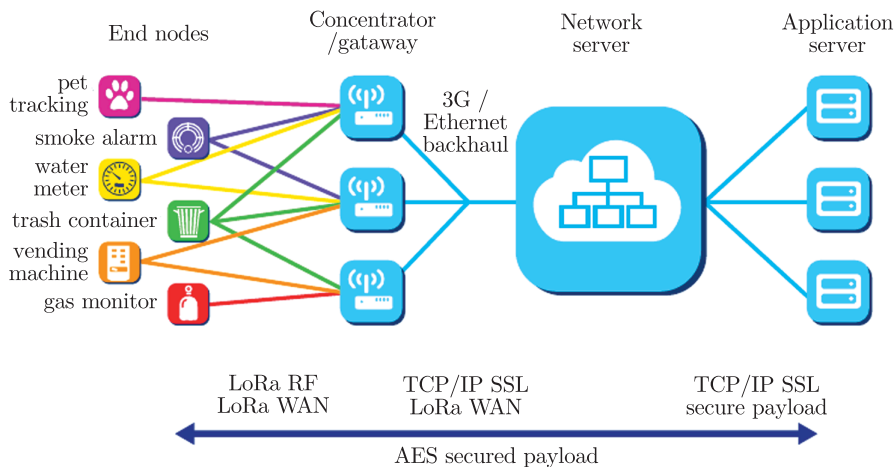 End nodes
Concentrator
/gataway
Network
server
Application
server
pet
tracking
smoke alarm
water
meter
trash container
vending
machine
gas monitor
3G /
Ethernet
backhaul
LoRa RF
LoRa WAN
TCP/IP SSL
LoRa WAN
TCP/IP SSL
secure payload
AES secured payload